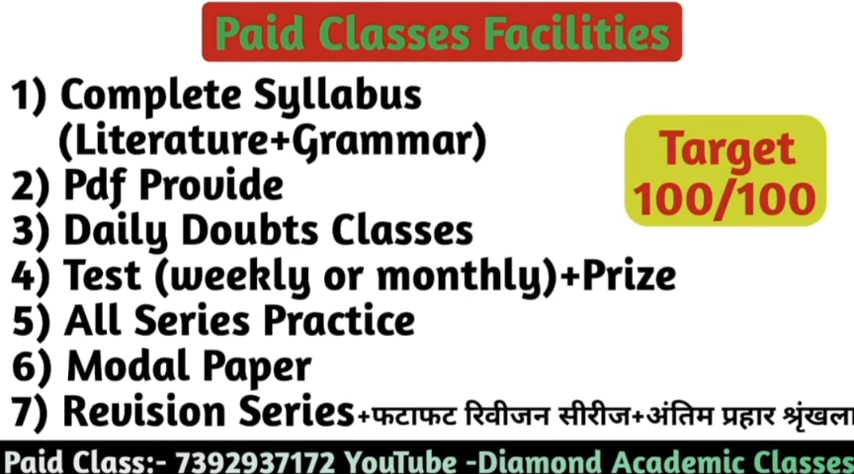 Paid Classes Facilities
1) Complete Syllabus
(Literature+Grammar)
Target
100/100
2) Pdf Provide
3) Daily Doubts Classes
4) Test (weekly or monthly)+Prize
5) All Series Practice
6) Modal Paper
7) Revision Series+फटाफट रिवीजन सीरीज+अंतिम प्रहार श्रृंखला
Paid Class:- 7392937172 YouTube -Diamond Academic Classes